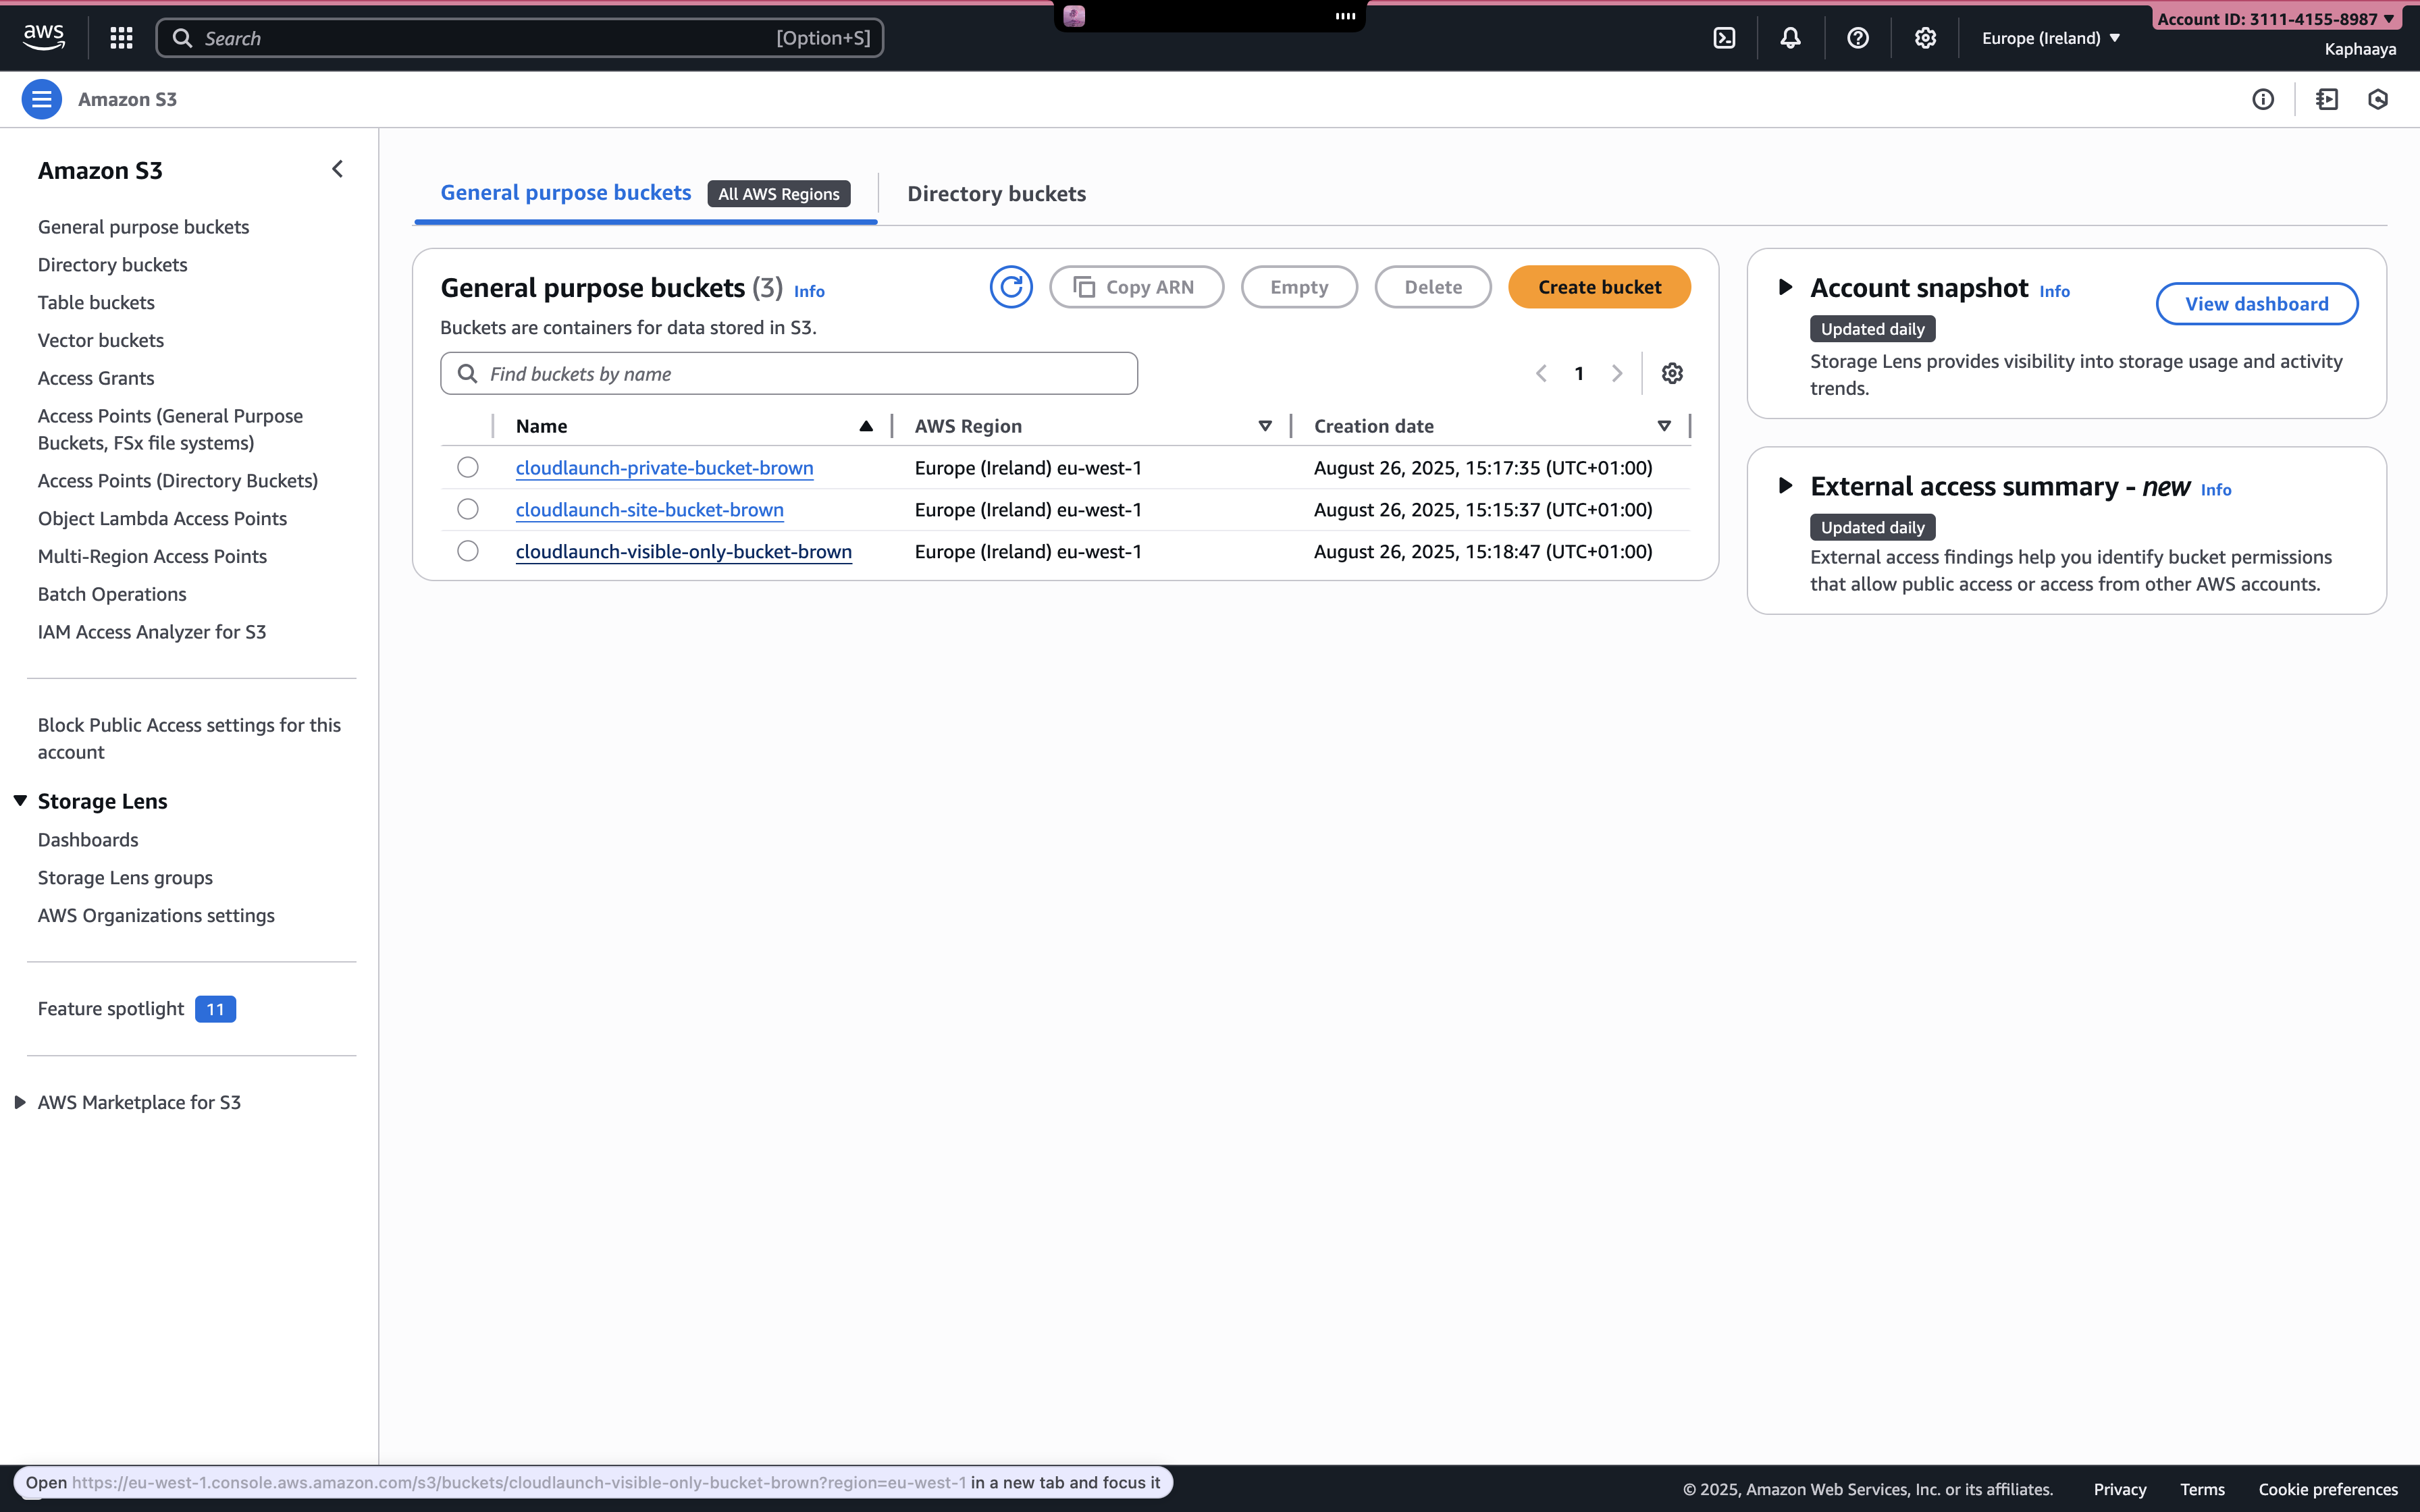 aws
Search [Option+S]
Europe (Ireland)
Account ID: 3111-4155-8987
Kaphaaya
Amazon S3
Amazon S3
General purpose buckets
Directory buckets
Table buckets
Vector buckets
Access Grants
Access Points (General Purpose
Buckets, FSx file systems)
Access Points (Directory Buckets)
Object Lambda Access Points
Multi-Region Access Points
Batch Operations
IAM Access Analyzer for S3
Block Public Access settings for this
account
Storage Lens
Dashboards
Storage Lens groups
AWS Organizations settings
Feature spotlight 11
AWS Marketplace for S3
General purpose buckets All AWS Regions Directory buckets
General purpose buckets (3) Info
Copy ARN Empty Delete Create bucket
Buckets are containers for data stored in S3.
Find buckets by name
1
Name AWS Region Creation date
cloudlaunch-private-bucket-brown Europe (Ireland) eu-west-1 August 26, 2025, 15:17:35 (UTC+01:00)
cloudlaunch-site-bucket-brown Europe (Ireland) eu-west-1 August 26, 2025, 15:15:37 (UTC+01:00)
cloudlaunch-visible-only-bucket-brown Europe (Ireland) eu-west-1 August 26, 2025, 15:18:47 (UTC+01:00)
Account snapshot Info
View dashboard
Updated daily
Storage Lens provides visibility into storage usage and activity
trends.
External access summary - new Info
Updated daily
External access findings help you identify bucket permissions
that allow public access or access from other AWS accounts.
Open https://eu-west-1.console.aws.amazon.com/s3/buckets/cloudlaunch-visible-only-bucket-brown?region=eu-west-1 in a new tab and focus it
© 2025, Amazon Web Services, Inc. or its affiliates. Privacy Terms Cookie preferences